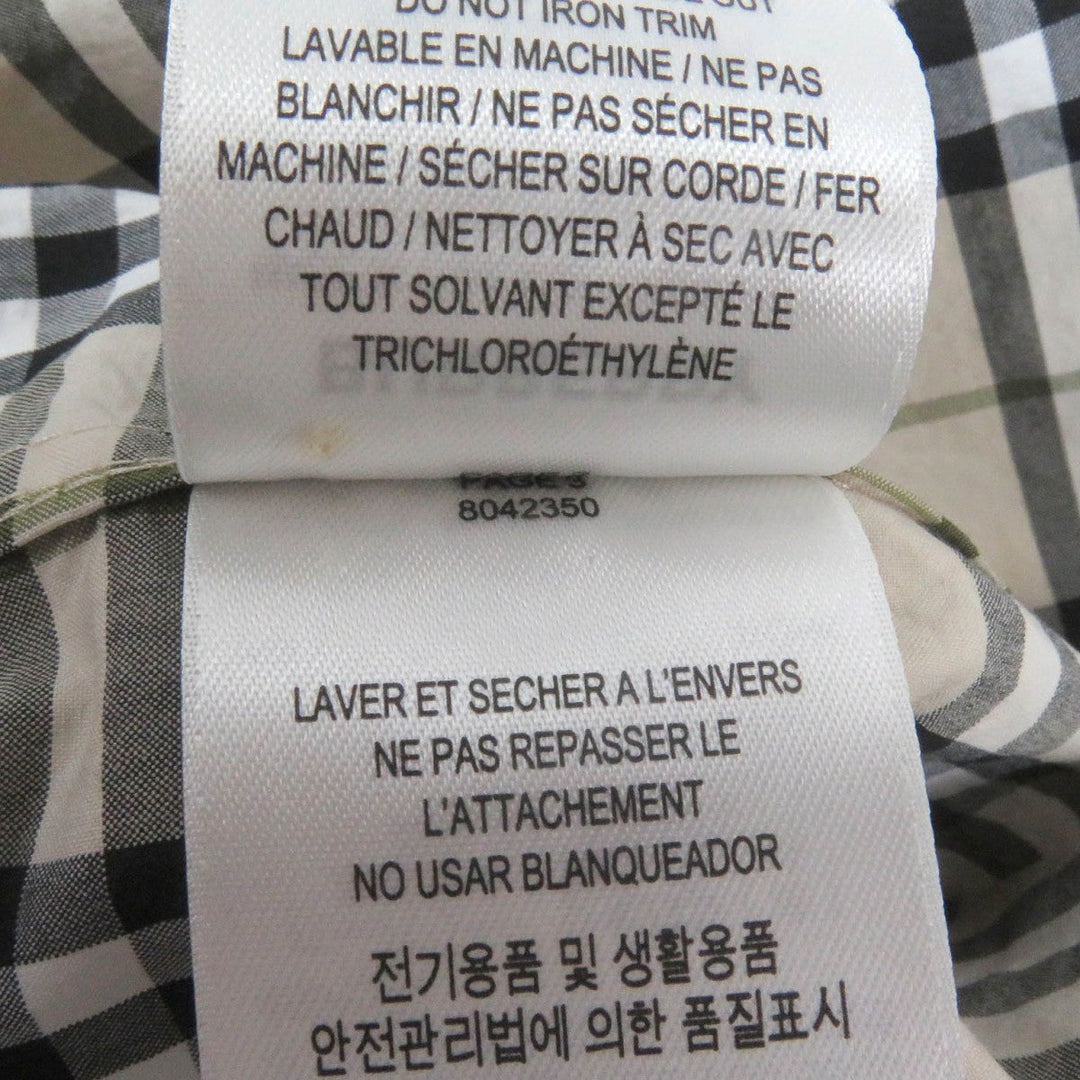 DO NOT IRON TRIM
LAVABLE EN MACHINE / NE PAS
BLANCHIR / NE PAS SÉCHER EN
MACHINE / SÉCHER SUR CORDE / FER
CHAUD / NETTOYER À SEC AVEC
TOUT SOLVANT EXCEPTÉ LE
TRICHLOROÉTHYLÈNE
PAGE 3
8042350
LAVER ET SECHER A L'ENVERS
NE PAS REPASSER LE
L'ATTACHEMENT
NO USAR BLANQUEADOR
전기용품 및 생활용품
안전관리법에 의한 품질표시